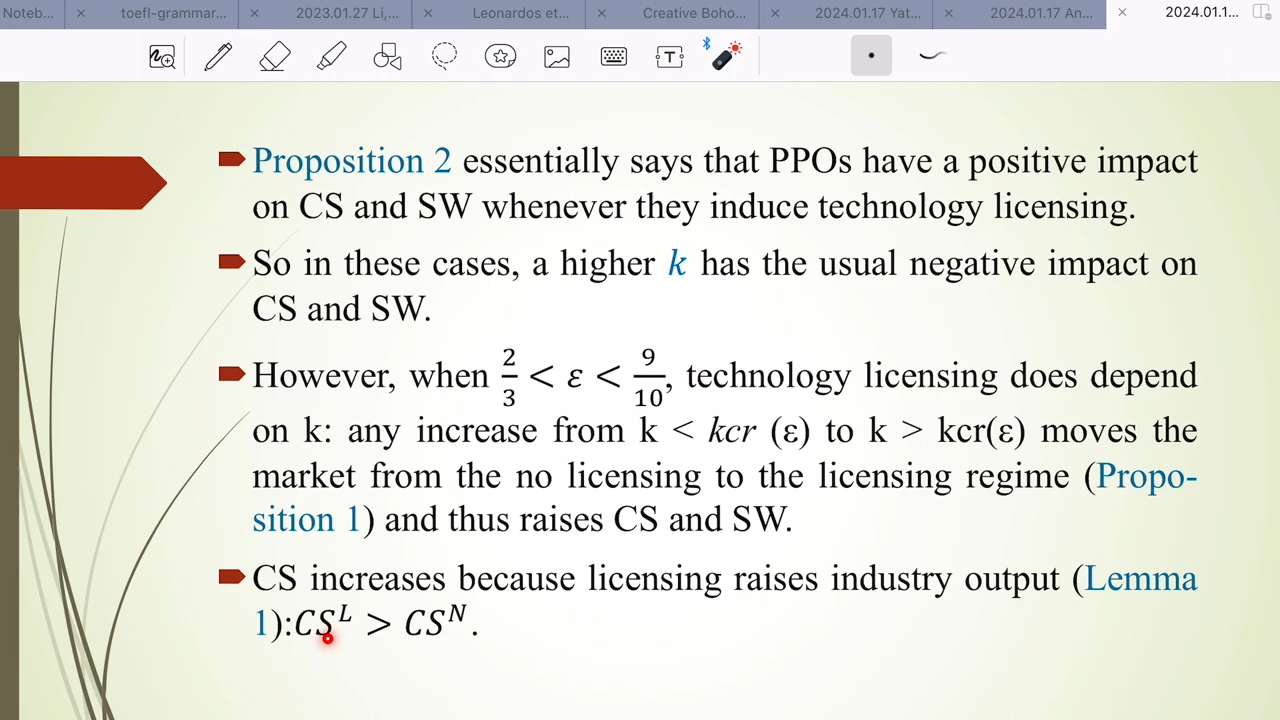 Noteb...
toefl-grammar...
2023.01.27 Li,...
Leonardos et...
Creative Boho...
2024.01.17 Yat...
2024.01.17 An...
2024.01.1...
Proposition 2 essentially says that PPOs have a positive impact
on CS and SW whenever they induce technology licensing.
So in these cases, a higher k has the usual negative impact on
CS and SW.
However, when 2/3 < ε < 9/10, technology licensing does depend
on k: any increase from k < kcr (ε) to k > kcr(ε) moves the
market from the no licensing to the licensing regime (Propo-
sition 1) and thus raises CS and SW.
CS increases because licensing raises industry output (Lemma
1):CS^L > CS^N.